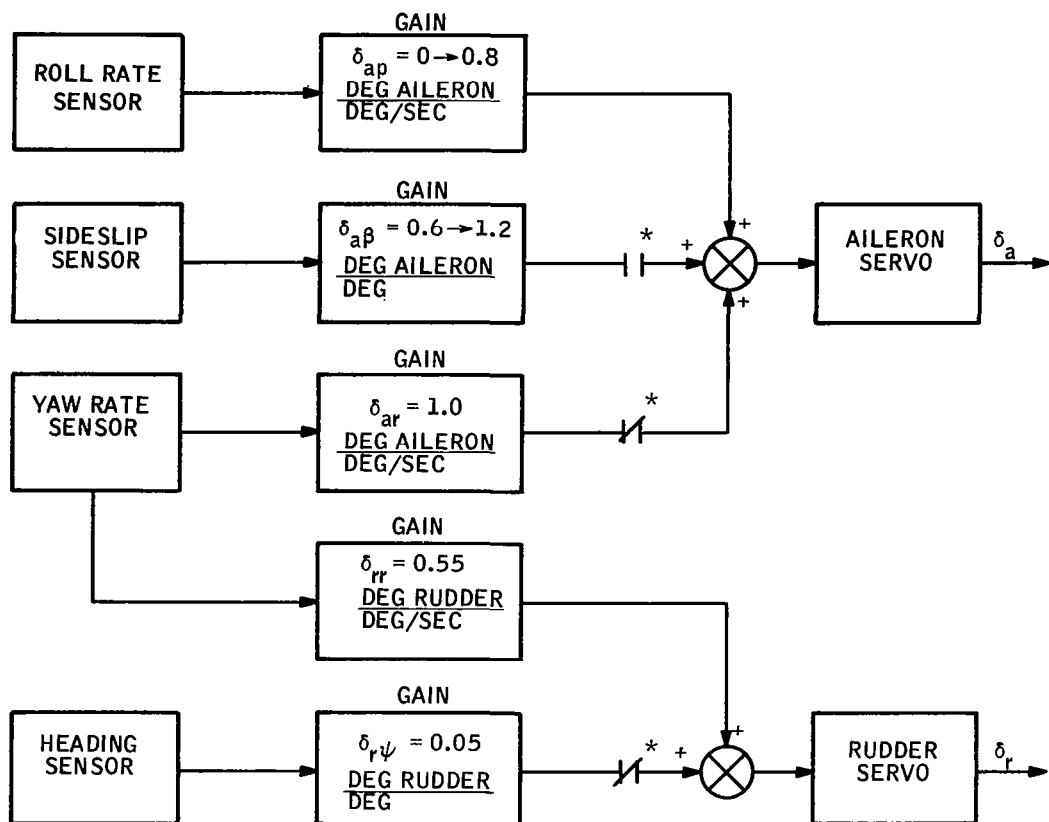 GAIN
ROLL RATE
SENSOR
δap = 0→0.8
DEG AILERON
DEG/SEC
GAIN
SIDESLIP
SENSOR
δaβ = 0.6→1.2
DEG AILERON
DEG
*
+
+
+
AILERON
SERVO
δa
GAIN
YAW RATE
SENSOR
δar = 1.0
DEG AILERON
DEG/SEC
*
GAIN
δrr = 0.55
DEG RUDDER
DEG/SEC
GAIN
HEADING
SENSOR
δrψ = 0.05
DEG RUDDER
DEG
*
+
+
RUDDER
SERVO
δr